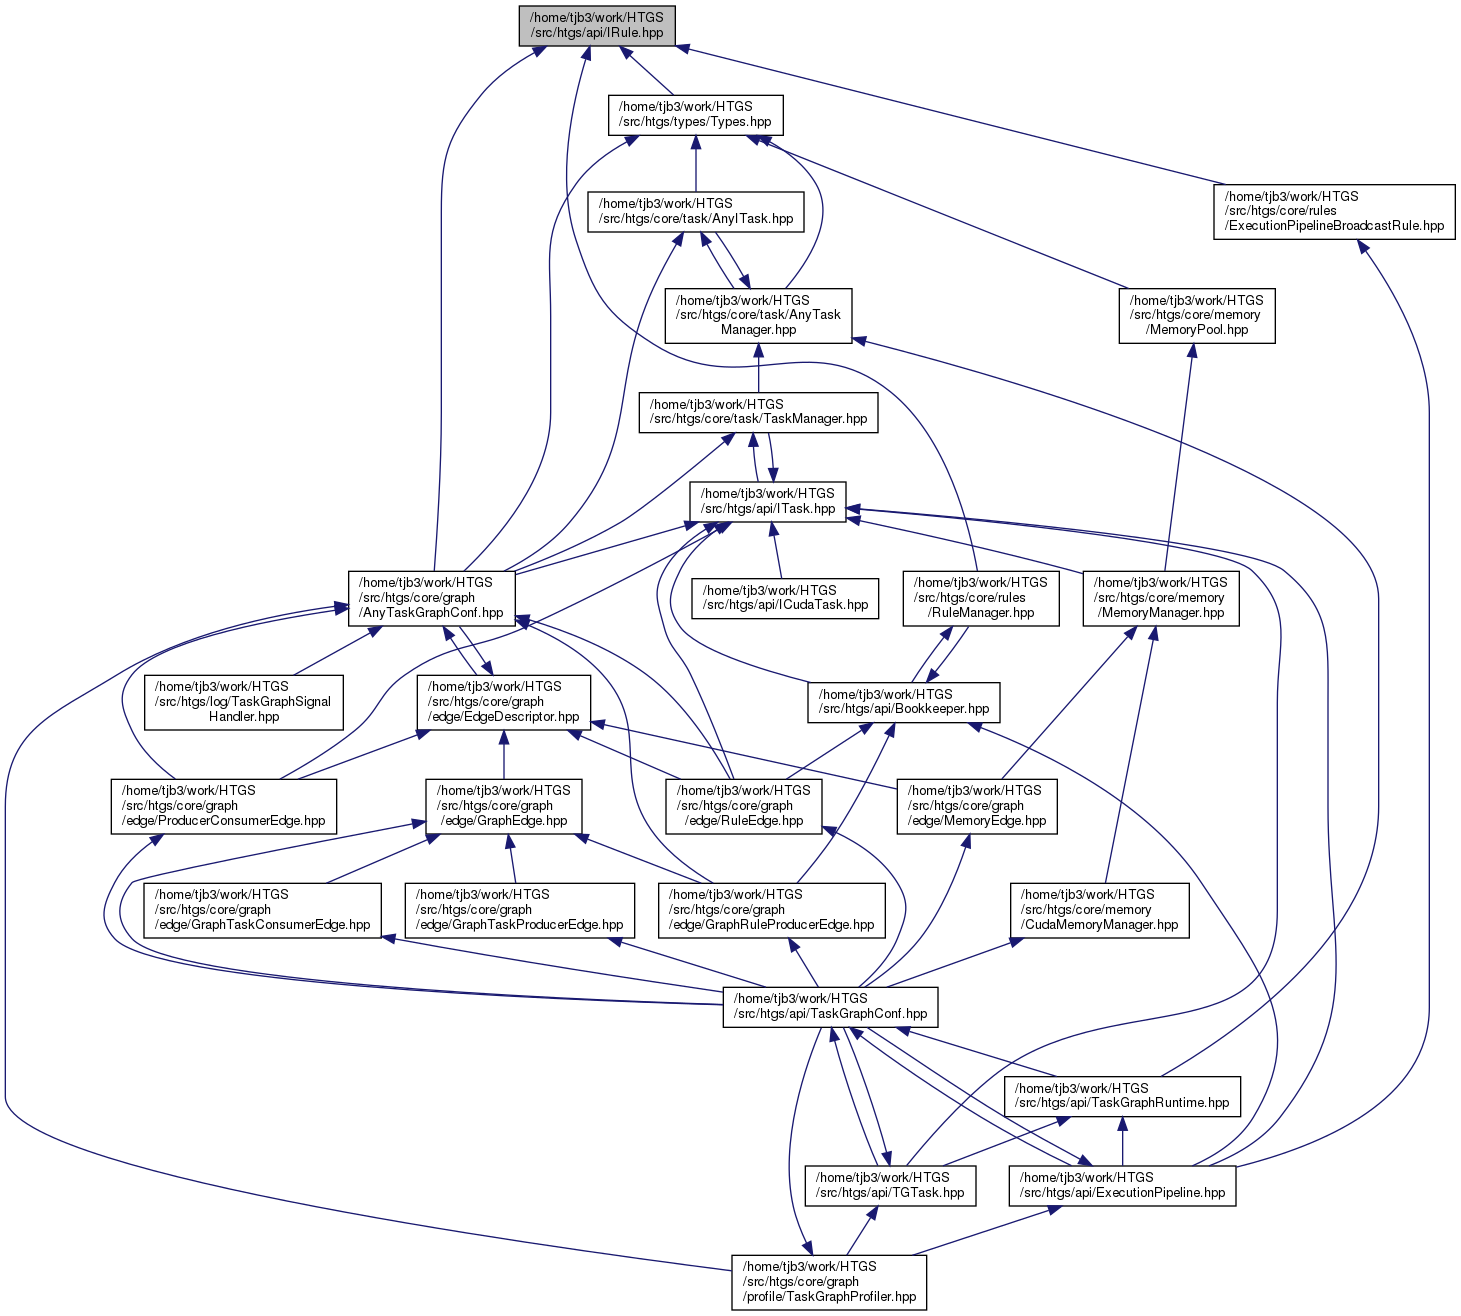 /home/tjb3/work/HTGS
/src/htgs/api/IRule.hpp
/home/tjb3/work/HTGS
/src/htgs/types/Types.hpp
/home/tjb3/work/HTGS
/src/htgs/core/task/AnyITask.hpp
/home/tjb3/work/HTGS
/src/htgs/core/rules
/ExecutionPipelineBroadcastRule.hpp
/home/tjb3/work/HTGS
/src/htgs/core/task/AnyTask
Manager.hpp
/home/tjb3/work/HTGS
/src/htgs/core/memory
/MemoryPool.hpp
/home/tjb3/work/HTGS
/src/htgs/core/task/TaskManager.hpp
/home/tjb3/work/HTGS
/src/htgs/api/ITask.hpp
/home/tjb3/work/HTGS
/src/htgs/core/graph
/AnyTaskGraphConf.hpp
/home/tjb3/work/HTGS
/src/htgs/api/ICudaTask.hpp
/home/tjb3/work/HTGS
/src/htgs/core/rules
/RuleManager.hpp
/home/tjb3/work/HTGS
/src/htgs/core/memory
/MemoryManager.hpp
/home/tjb3/work/HTGS
/src/htgs/log/TaskGraphSignal
Handler.hpp
/home/tjb3/work/HTGS
/src/htgs/core/graph
/edge/EdgeDescriptor.hpp
/home/tjb3/work/HTGS
/src/htgs/api/Bookkeeper.hpp
/home/tjb3/work/HTGS
/src/htgs/core/graph
/edge/ProducerConsumerEdge.hpp
/home/tjb3/work/HTGS
/src/htgs/core/graph
/edge/GraphEdge.hpp
/home/tjb3/work/HTGS
/src/htgs/core/graph
/edge/RuleEdge.hpp
/home/tjb3/work/HTGS
/src/htgs/core/graph
/edge/MemoryEdge.hpp
/home/tjb3/work/HTGS
/src/htgs/core/graph
/edge/GraphTaskConsumerEdge.hpp
/home/tjb3/work/HTGS
/src/htgs/core/graph
/edge/GraphTaskProducerEdge.hpp
/home/tjb3/work/HTGS
/src/htgs/core/graph
/edge/GraphRuleProducerEdge.hpp
/home/tjb3/work/HTGS
/src/htgs/core/memory
/CudaMemoryManager.hpp
/home/tjb3/work/HTGS
/src/htgs/api/TaskGraphConf.hpp
/home/tjb3/work/HTGS
/src/htgs/api/TaskGraphRuntime.hpp
/home/tjb3/work/HTGS
/src/htgs/api/TGTask.hpp
/home/tjb3/work/HTGS
/src/htgs/api/ExecutionPipeline.hpp
/home/tjb3/work/HTGS
/src/htgs/core/graph
/profile/TaskGraphProfiler.hpp